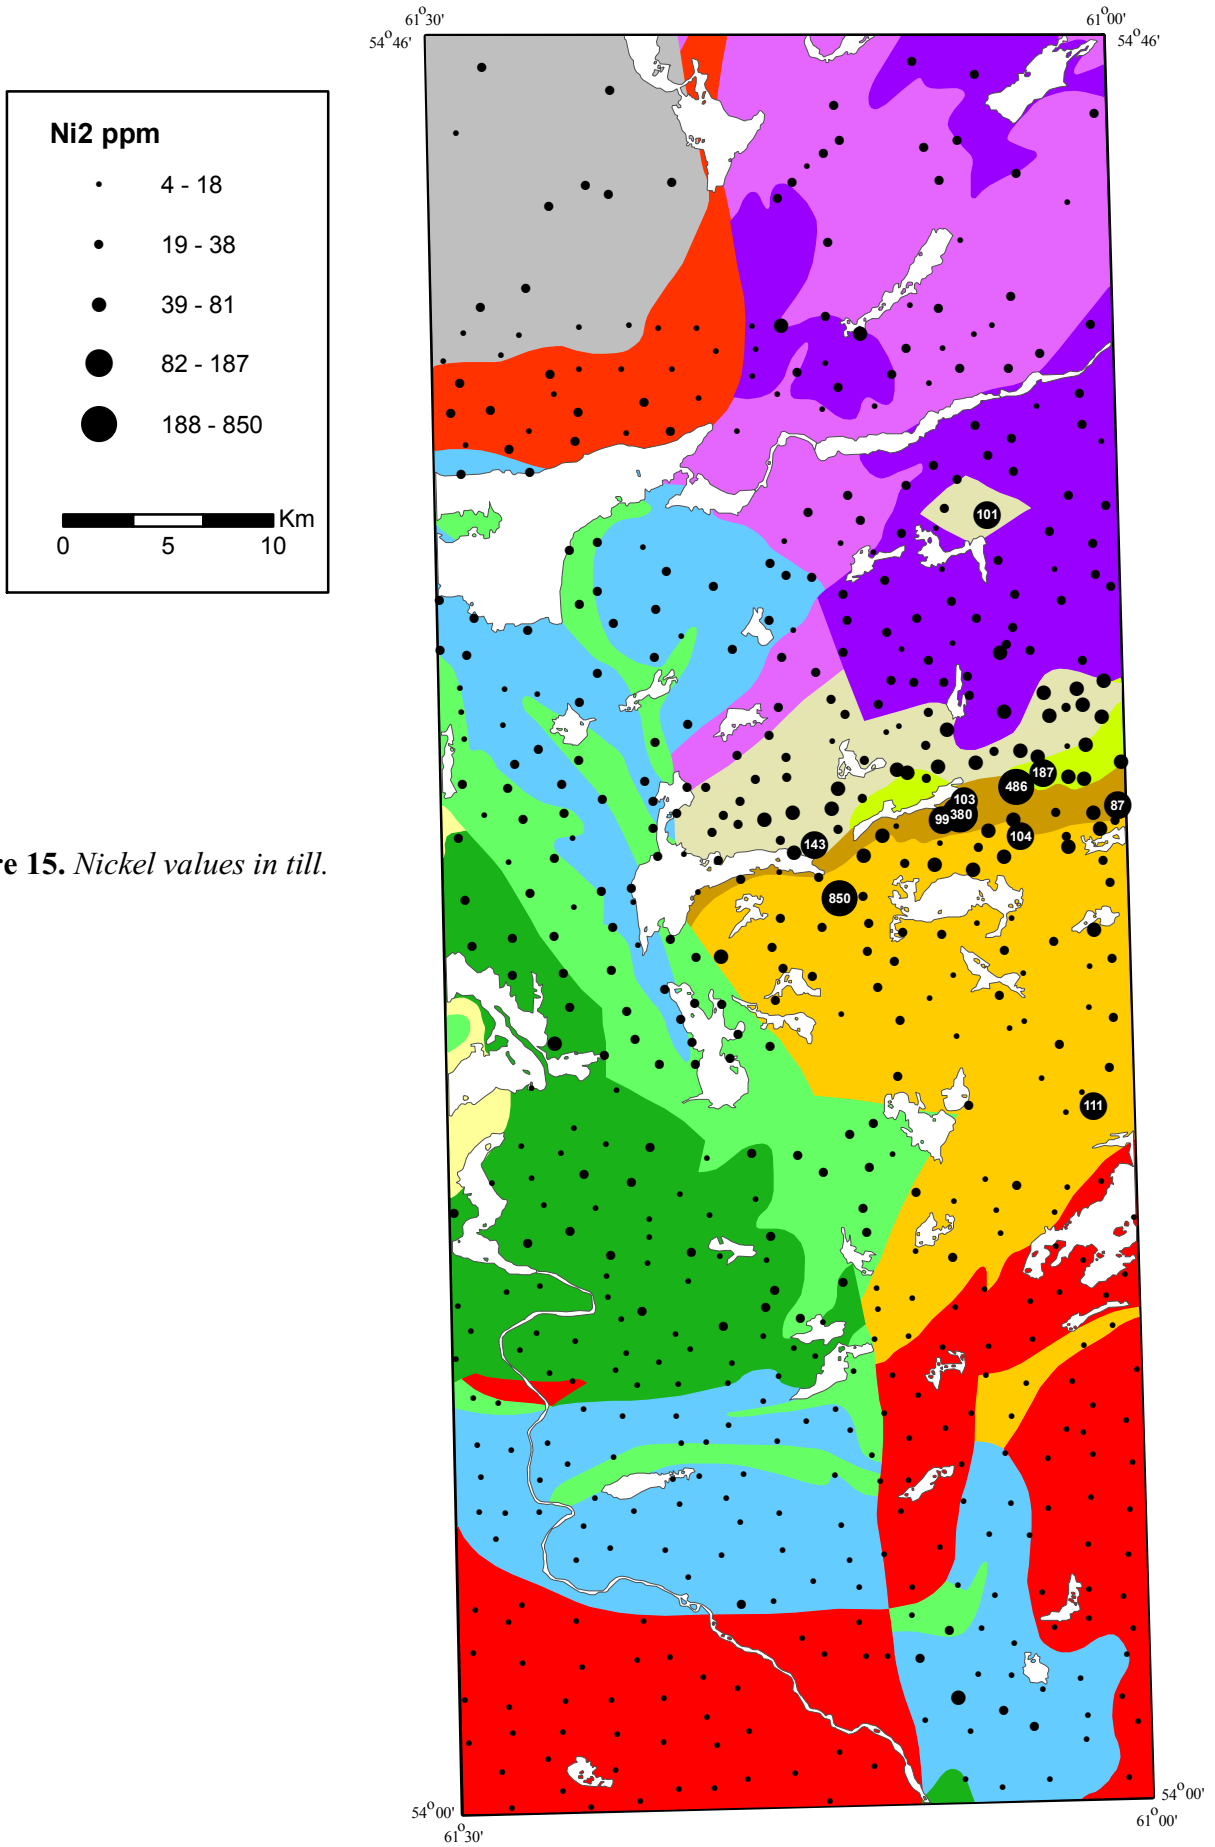 61°30'
61°00'
54°46'
54°46'
Ni2 ppm
4 - 18
19 - 38
39 - 81
82 - 187
188 - 850
Km
0 5 10
101
187
486
103
87
99
380
104
143
re 15. Nickel values in till.
850
111
54°00'
54°00'
61°30'
61°00'